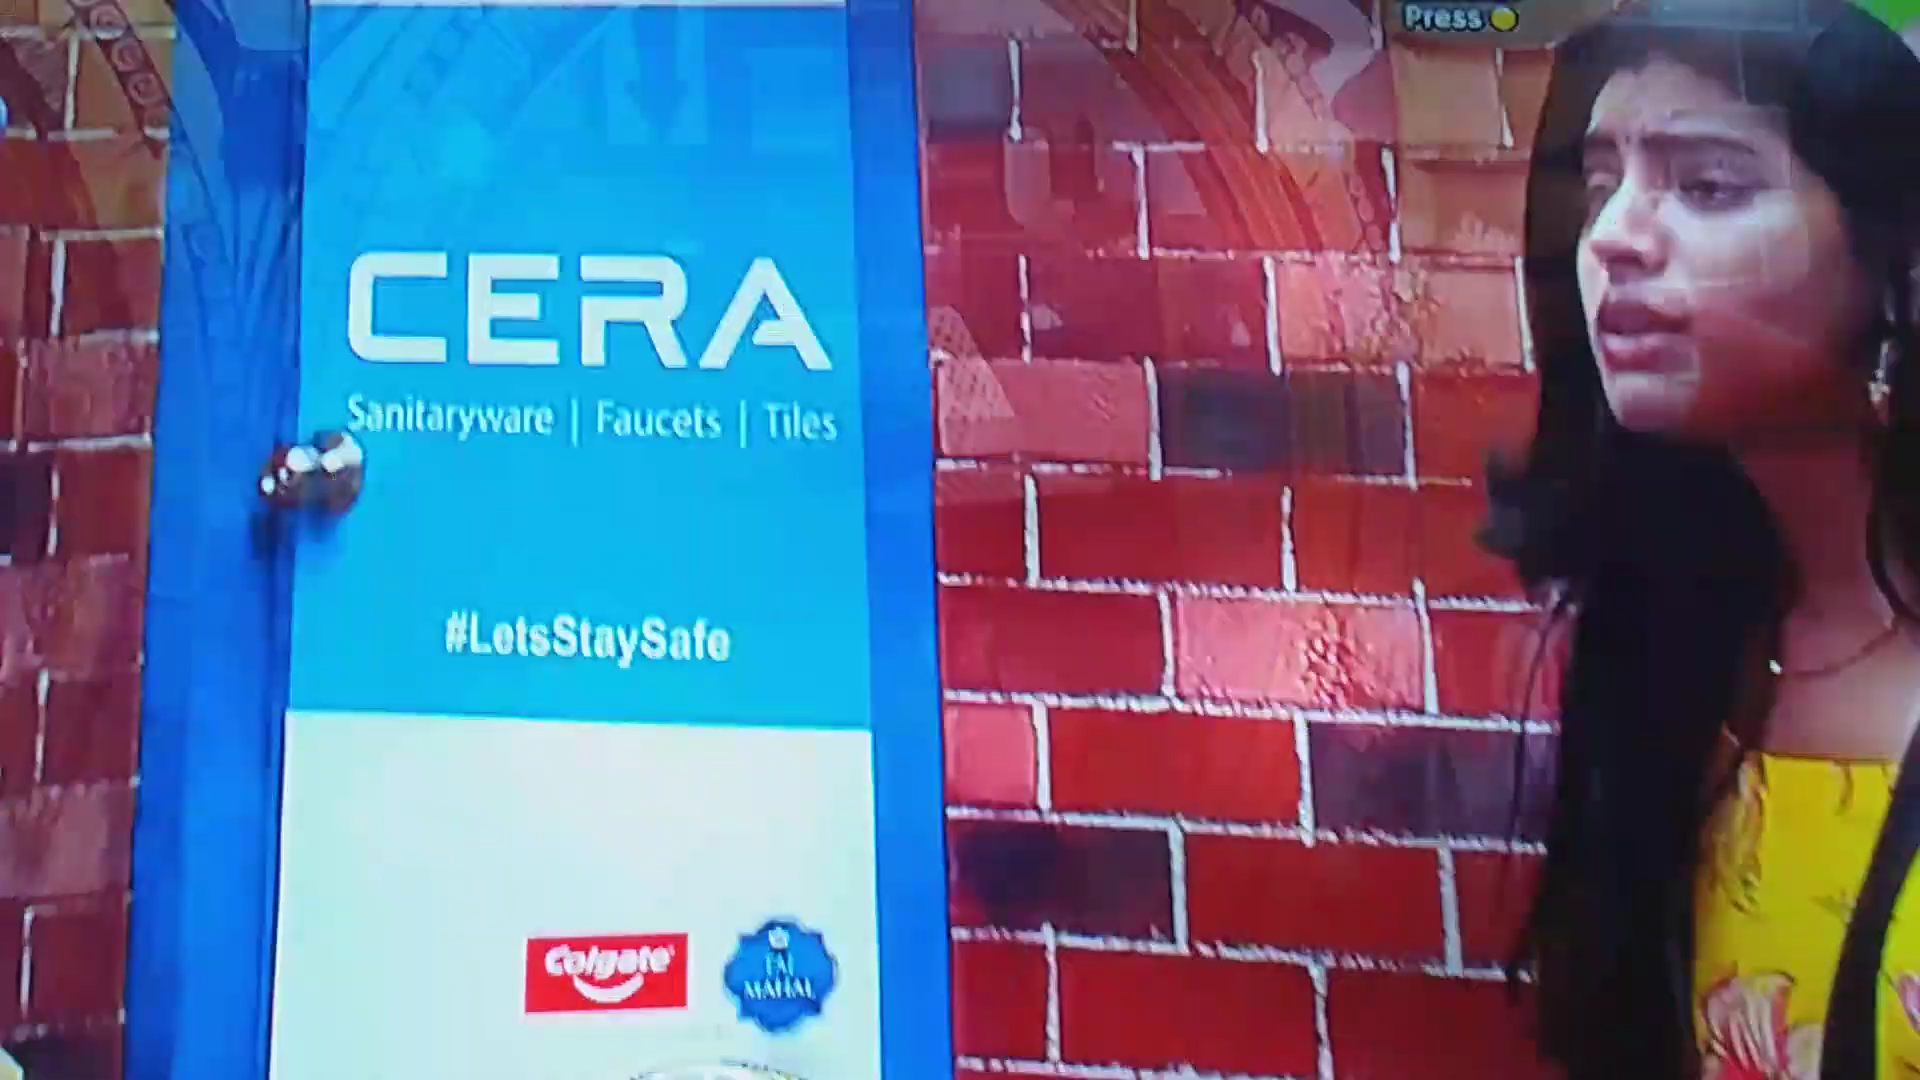 Press
CERA
Sanitaryware | Faucets | Tiles
#LetsStaySafe
Colgate
TAJ
MAHAL